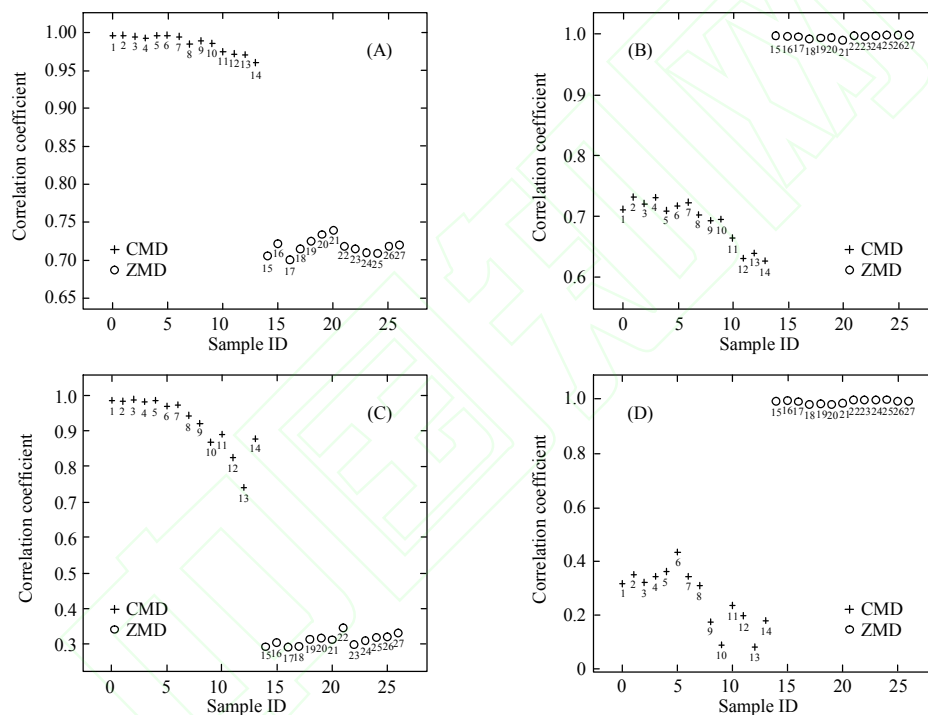 (A)
Correlation coefficient
1.00
0.95
0.90
0.85
0.80
0.75
0.70
0.65
1 2 3 4 5 6 7 8 9 10 11 12 13 14
15 16 17 18 19 20 21 22 23 24 25 26 27
+ CMD
○ ZMD
0 5 10 15 20 25
Sample ID
(B)
Correlation coefficient
1.0
0.9
0.8
0.7
0.6
1 2 3 4 5 6 7 8 9 10 11 12 13 14
15 16 17 18 19 20 21 22 23 24 25 26 27
+ CMD
○ ZMD
0 5 10 15 20 25
Sample ID
(C)
Correlation coefficient
1.0
0.9
0.8
0.7
0.6
0.5
0.4
0.3
1 2 3 4 5 6 7 8 9 10 11 12 13 14
15 16 17 18 19 20 21 22 23 24 25 26 27
+ CMD
○ ZMD
0 5 10 15 20 25
Sample ID
(D)
Correlation coefficient
1.0
0.8
0.6
0.4
0.2
0
1 2 3 4 5 6 7 8 9 10 11 12 13 14
15 16 17 18 19 20 21 22 23 24 25 26 27
+ CMD
○ ZMD
0 5 10 15 20 25
Sample ID